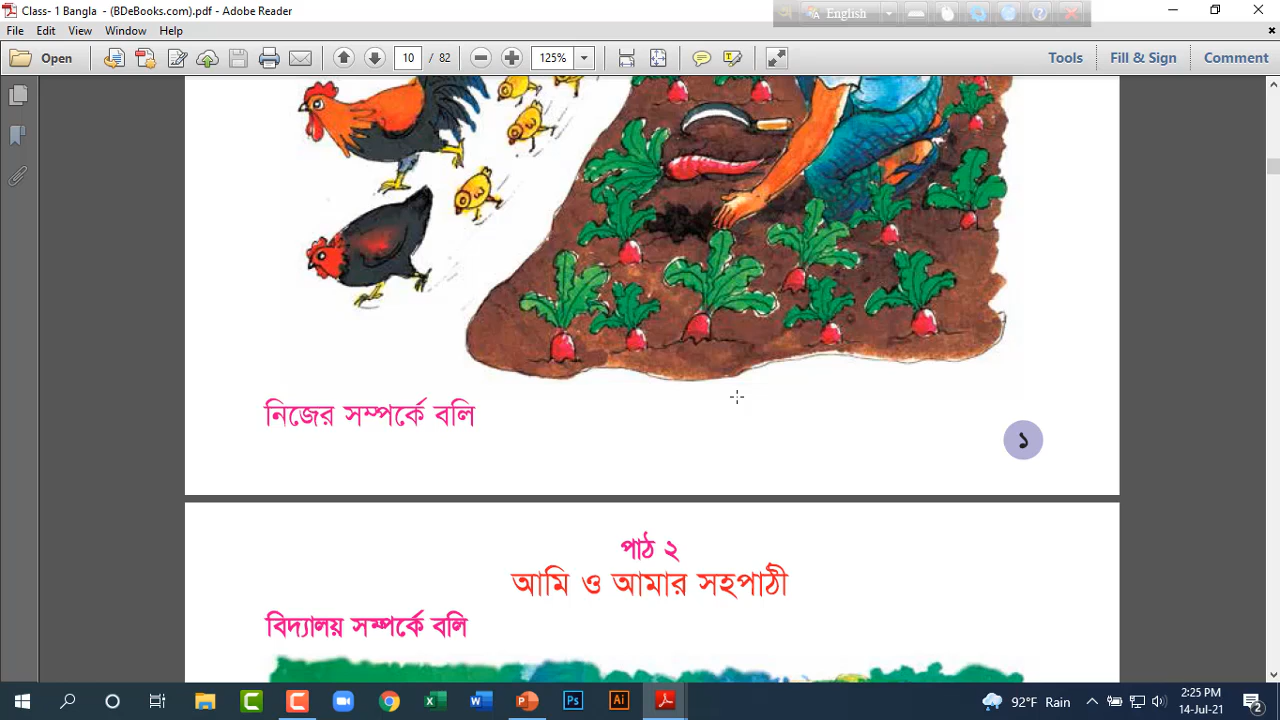 Class- 1 Bangla - (BDeBooks.com).pdf - Adobe Reader
English
File Edit View Window Help
Open 10 / 82 125% Tools Fill & Sign Comment
নিজের সম্পর্কে বলি
১
পাঠ ২
আমি ও আমার সহপাঠী
বিদ্যালয় সম্পর্কে বলি
92°F Rain
2:25 PM
14-Jul-21
2